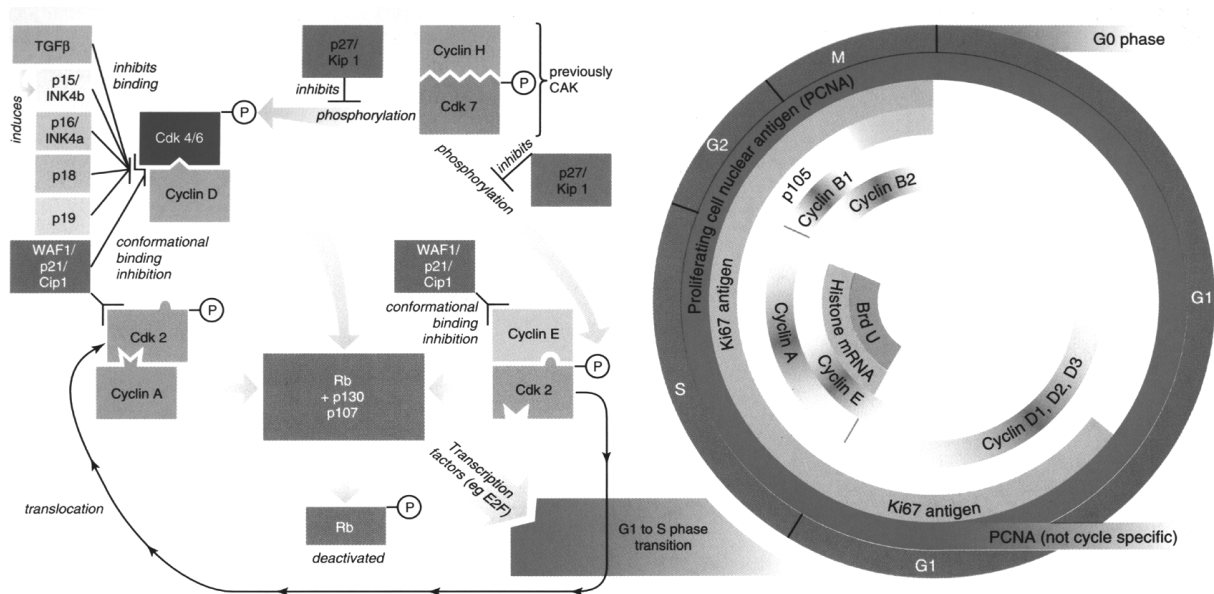 TGFβ
p15/
INK4b
p16/
INK4a
p18
p19
WAF1/
p21/
Cip1
induces
inhibits
binding
P
Cdk 4/6
Cyclin D
conformational
binding
inhibition
P
Cdk 2
Cyclin A
translocation
p27/
Kip 1
inhibits
phosphorylation
Cyclin H
Cdk 7
P
previously
CAK
phosphorylation
inhibits
p27/
Kip 1
WAF1/
p21/
Cip1
conformational
binding
inhibition
Cyclin E
P
Cdk 2
Rb
+ p130
p107
Transcription
factors (eg E2F)
P
Rb
deactivated
G1 to S phase
transition
G0 phase
M
G2
S
G1
G1
Proliferating cell nuclear antigen (PCNA)
Ki67 antigen
p105
Cyclin B1
Cyclin B2
Cyclin A
Cyclin E
Histone mRNA
Brd U
Cyclin D1, D2, D3
Ki67 antigen
PCNA (not cycle specific)